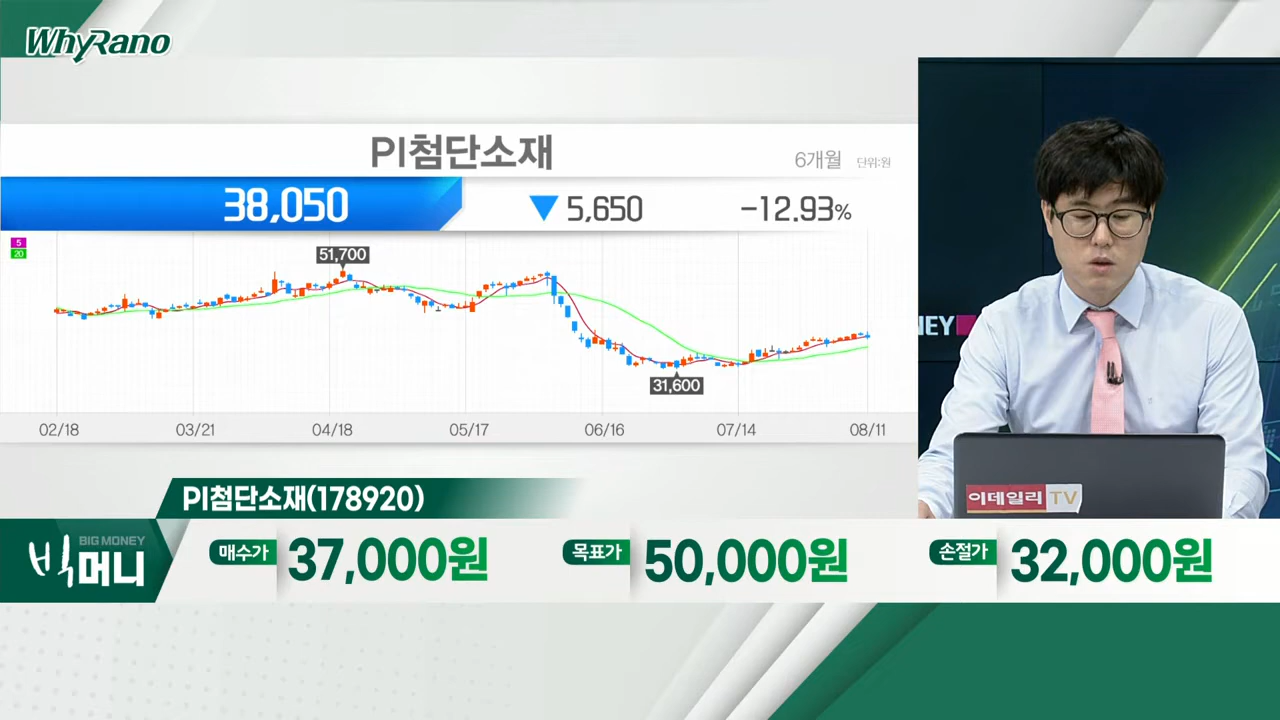 WhyRano
PI첨단소재
6개월 단위:원
38,050 ▼ 5,650 -12.93%
5
20
51,700
31,600
02/18 03/21 04/18 05/17 06/16 07/14 08/11
NEY
이데일리TV
PI첨단소재(178920)
BIG MONEY
빅머니
매수가 37,000원 목표가 50,000원 손절가 32,000원